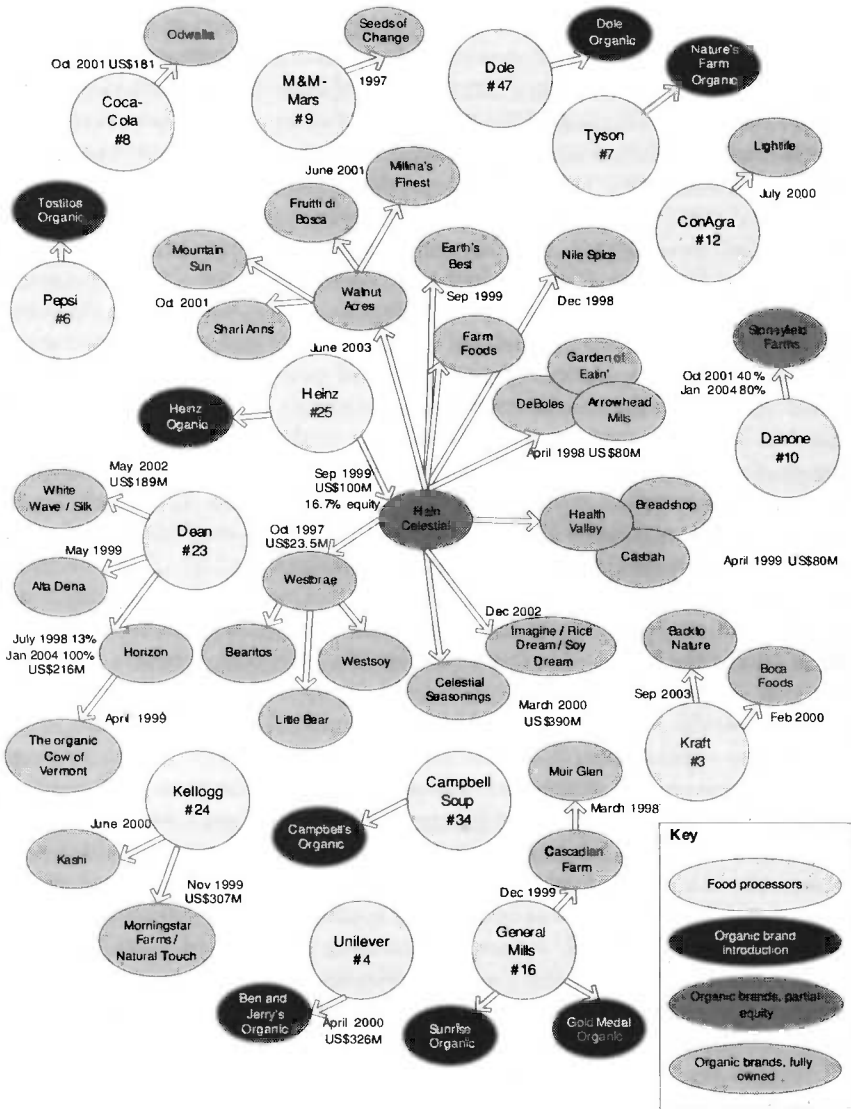 Odwalla
Oct 2001 US$181
Coca-
Cola
#8
Seeds of
Change
1997
M&M-
Mars
#9
Dole
Organic
Dole
#47
Nature's
Farm
Organic
Tyson
#7
Lightlife
July 2000
ConAgra
#12
Tostitos
Organic
Pepsi
#6
June 2001
Millina's
Finest
Fruitti di
Bosca
Mountain
Sun
Oct 2001
Shari Anns
Walnut
Acres
June 2003
Earth's
Best
Sep 1999
Nile Spice
Dec 1998
Farm
Foods
Garden of
Eatin'
DeBoles
Arrowhead
Mills
April 1998 US$80M
Stoneyfield
Farms
Oct 2001 40%
Jan 2004 80%
Danone
#10
Heinz
Oganic
Heinz
#25
Sep 1999
US$100M
16.7% equity
Hain
Celestial
Health
Valley
Breadshop
Casbah
April 1999 US$80M
May 2002
US$189M
White
Wave / Silk
Dean
#23
May 1999
Alta Dena
July 1998 13%
Jan 2004 100%
US$216M
Horizon
April 1999
The organic
Cow of
Vermont
Oct 1997
US$23.5M
Westbrae
Bearitos
Little Bear
Westsoy
Dec 2002
Imagine / Rice
Dream / Soy
Dream
Celestial
Seasonings
March 2000
US$390M
Back to
Nature
Sep 2003
Boca
Foods
Feb 2000
Kraft
#3
Kellogg
#24
June 2000
Kashi
Nov 1999
US$307M
Morningstar
Farms /
Natural Touch
Campbell
Soup
#34
Campbell's
Organic
Muir Glen
March 1998
Cascadian
Farm
Dec 1999
General
Mills
#16
Sunrise
Organic
Gold Medal
Organic
Unilever
#4
Ben and
Jerry's
Organic
April 2000
US$326M
Key
Food processors
Organic brand
introduction
Organic brands, partial
equity
Organic brands, fully
owned